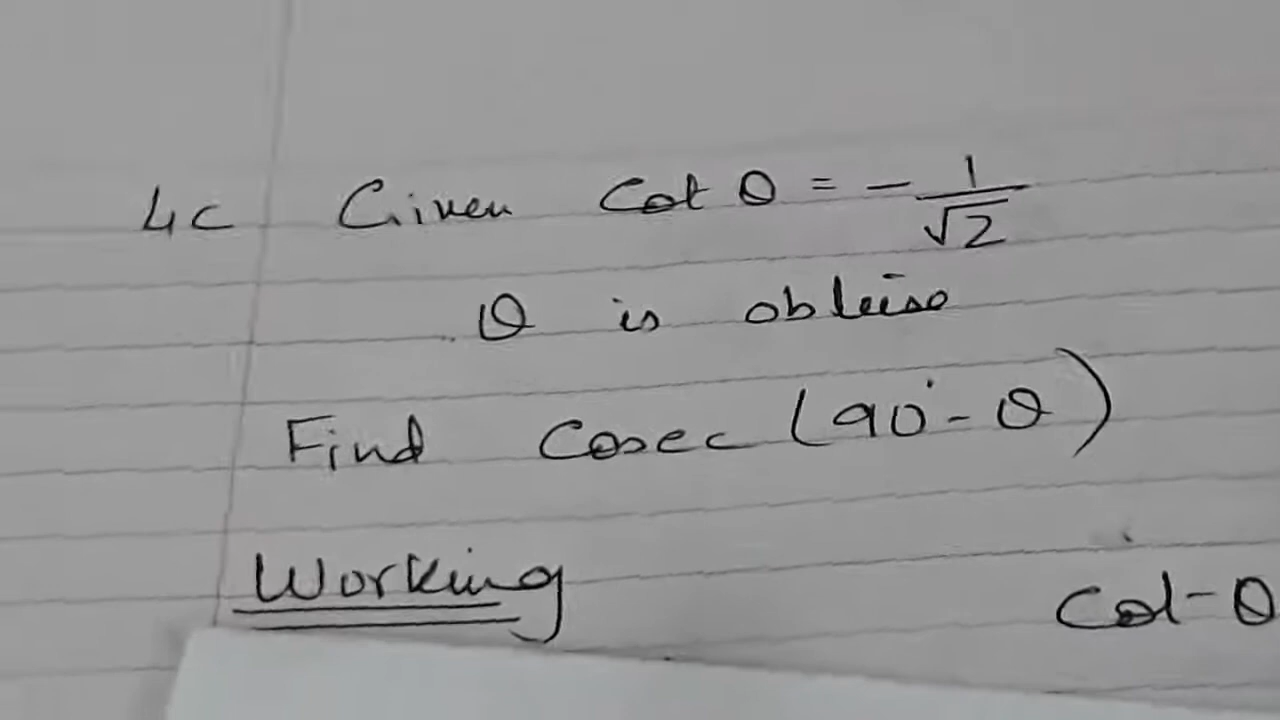 4c Given Cot θ = - 1/√2
θ is obtuse
Find Cosec (90° - θ)
Working
Cot θ